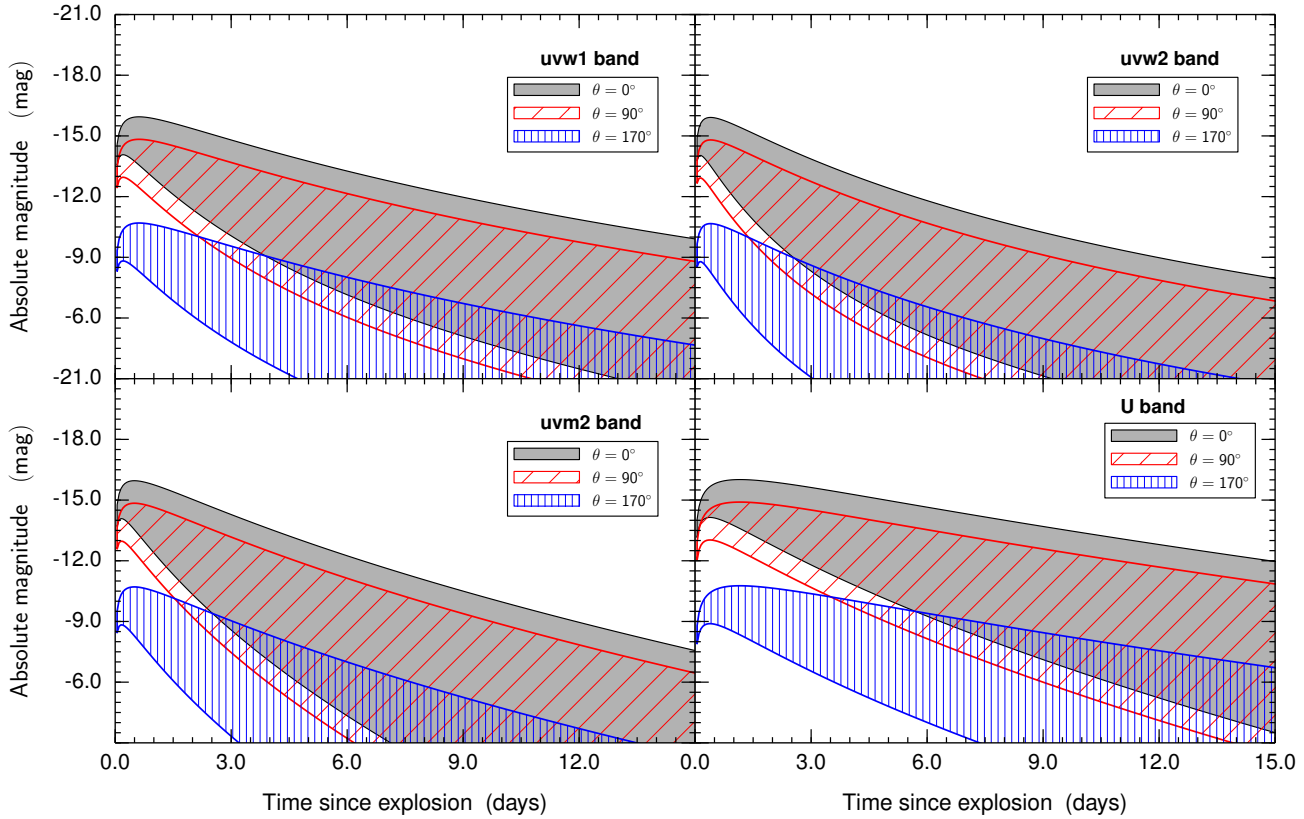 -21.0
-18.0
-15.0
-12.0
-9.0
-6.0
Absolute magnitude (mag)
uvw1 band
θ = 0°
θ = 90°
θ = 170°
uvw2 band
θ = 0°
θ = 90°
θ = 170°
-21.0
-18.0
-15.0
-12.0
-9.0
-6.0
Absolute magnitude (mag)
uvm2 band
θ = 0°
θ = 90°
θ = 170°
U band
θ = 0°
θ = 90°
θ = 170°
0.0 3.0 6.0 9.0 12.0 0.0 3.0 6.0 9.0 12.0 15.0
Time since explosion (days) Time since explosion (days)